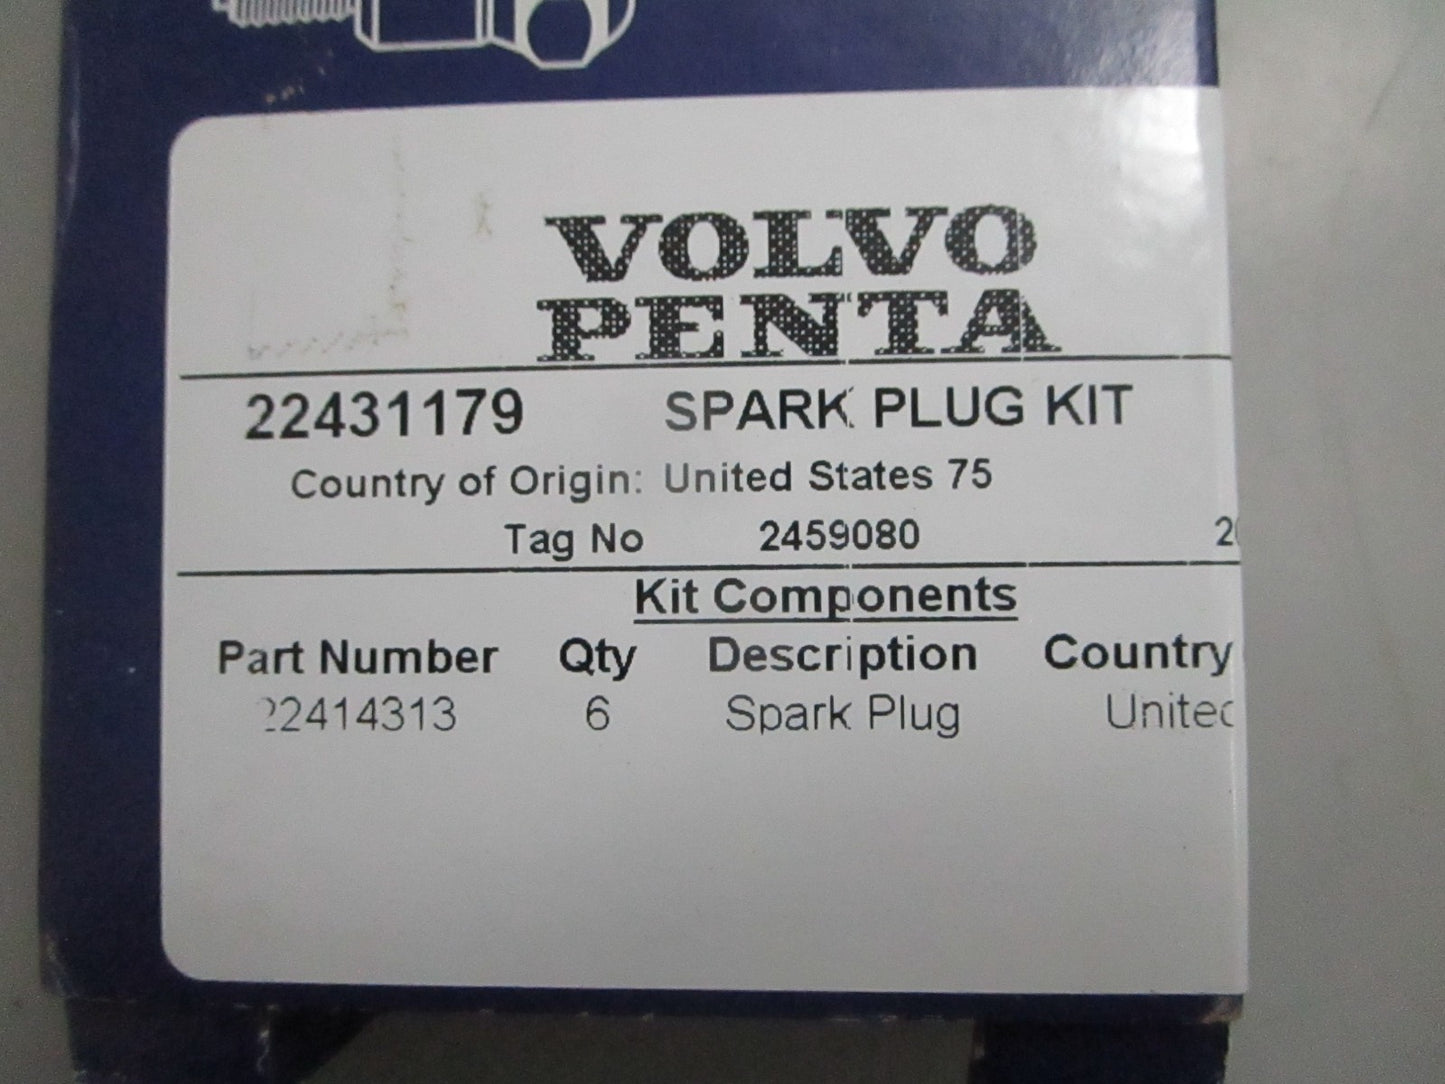 VOLVO
PENTA
22431179 SPARK PLUG KIT
Country of Origin: United States 75
Tag No 2459080
Kit Components
Part Number Qty Description Country
22414313 6 Spark Plug